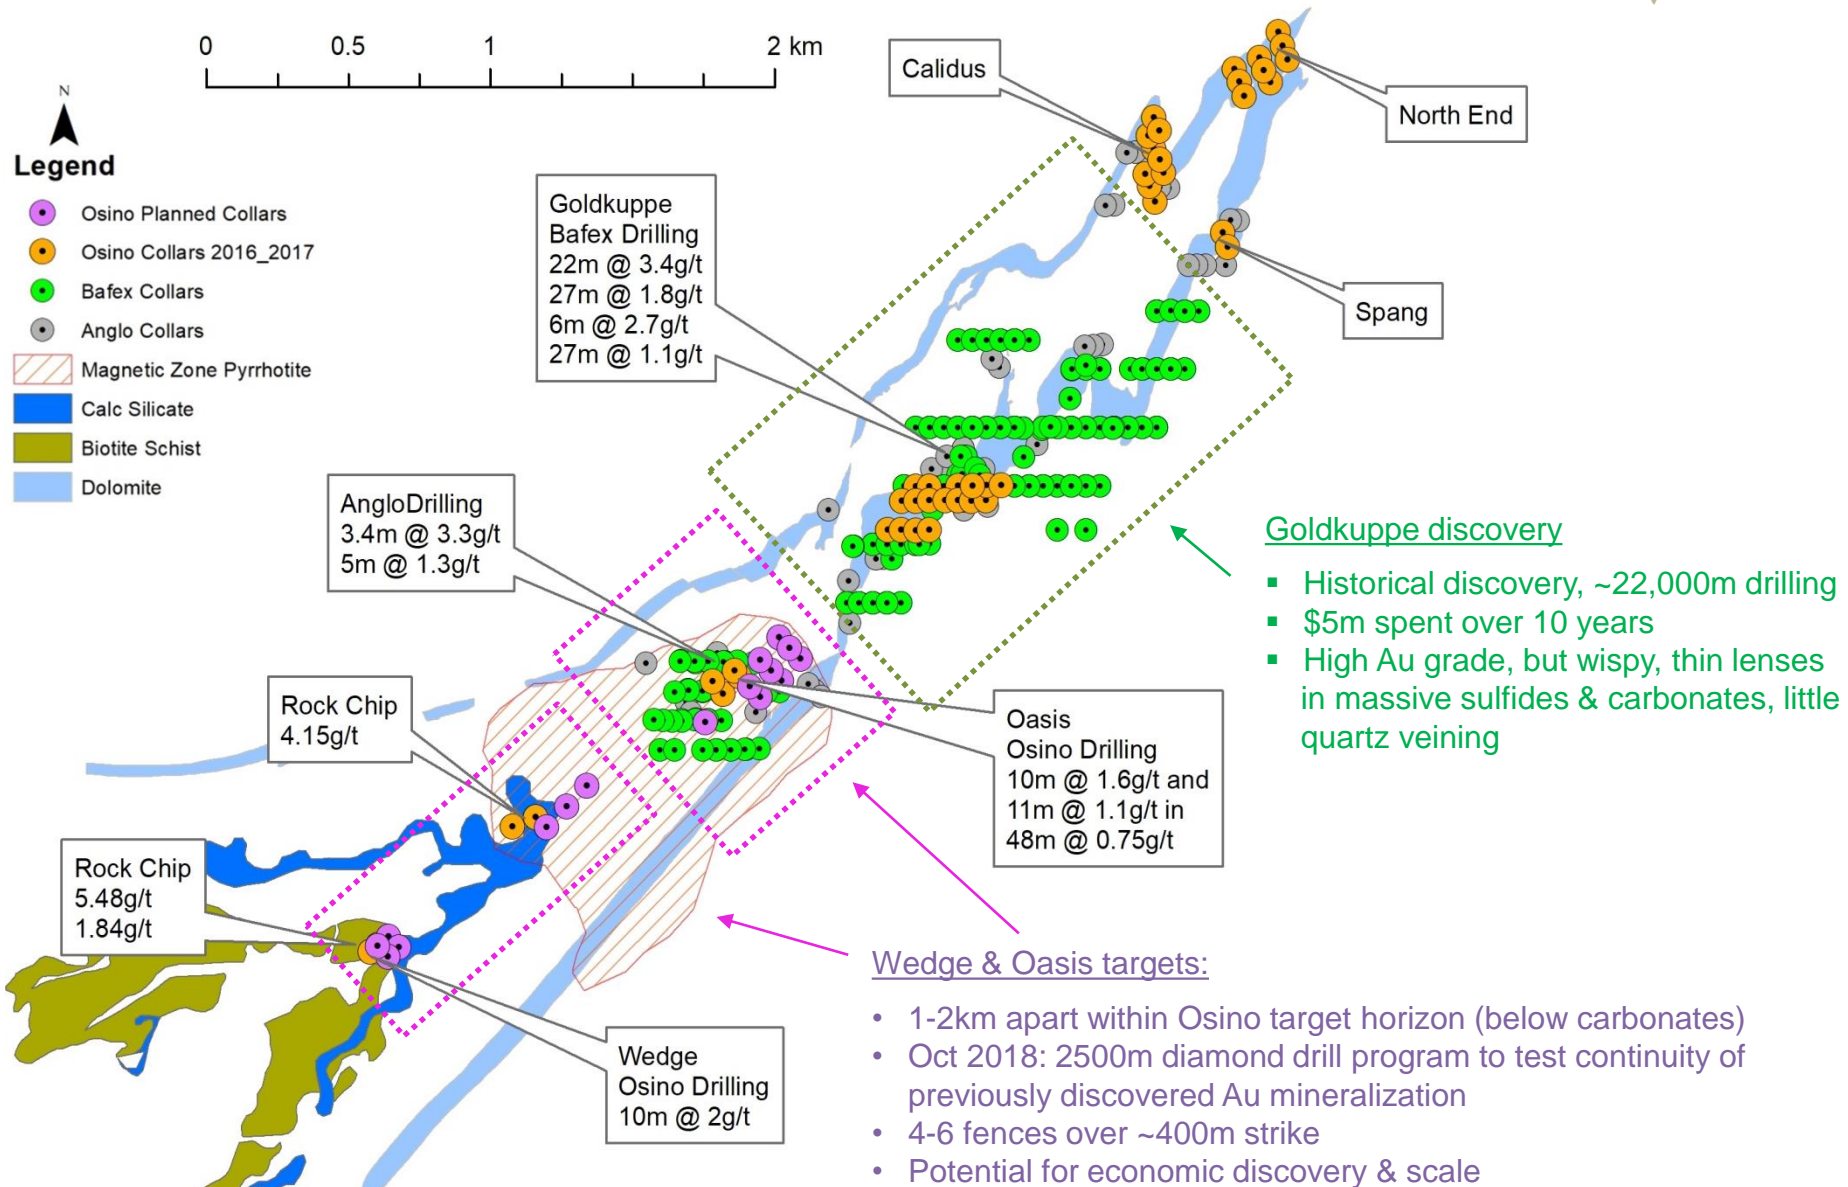 0 0.5 1 2 km
N
Legend
Osino Planned Collars
Osino Collars 2016_2017
Bafex Collars
Anglo Collars
Magnetic Zone Pyrrhotite
Calc Silicate
Biotite Schist
Dolomite
Calidus
North End
Goldkuppe
Bafex Drilling
22m @ 3.4g/t
27m @ 1.8g/t
6m @ 2.7g/t
27m @ 1.1g/t
Spang
AngloDrilling
3.4m @ 3.3g/t
5m @ 1.3g/t
Goldkuppe discovery
▪ Historical discovery, ~22,000m drilling
▪ $5m spent over 10 years
▪ High Au grade, but wispy, thin lenses
in massive sulfides & carbonates, little
quartz veining
Rock Chip
4.15g/t
Oasis
Osino Drilling
10m @ 1.6g/t and
11m @ 1.1g/t in
48m @ 0.75g/t
Rock Chip
5.48g/t
1.84g/t
Wedge
Osino Drilling
10m @ 2g/t
Wedge & Oasis targets:
• 1-2km apart within Osino target horizon (below carbonates)
• Oct 2018: 2500m diamond drill program to test continuity of
previously discovered Au mineralization
• 4-6 fences over ~400m strike
• Potential for economic discovery & scale